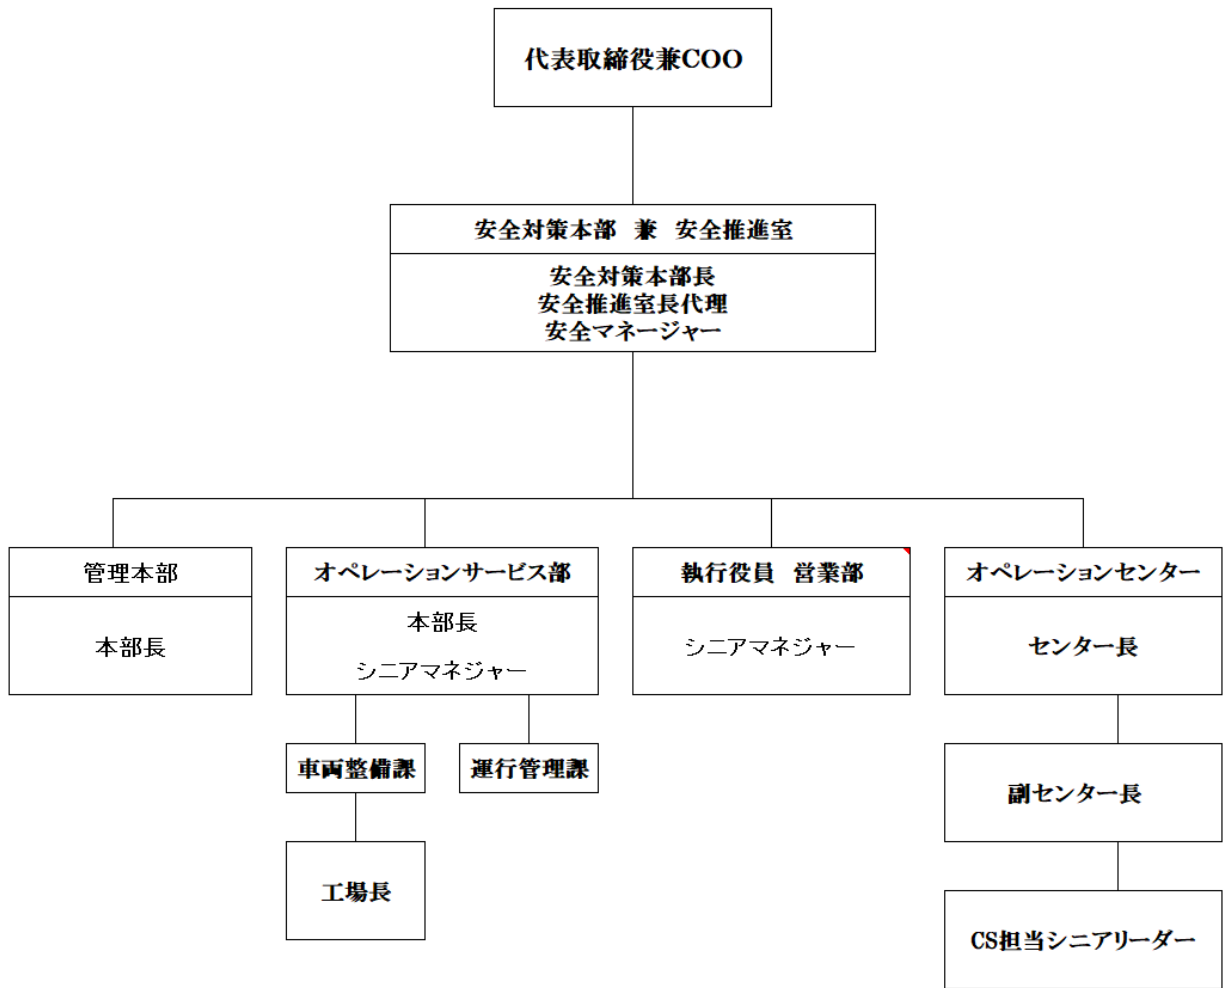 代表取締役兼COO
安全対策本部　兼　安全推進室
安全対策本部長
安全推進室長代理
安全マネージャー
管理本部
本部長
オペレーションサービス部
本部長
シニアマネジャー
執行役員　営業部
シニアマネジャー
オペレーションセンター
センター長
車両整備課
運行管理課
副センター長
工場長
CS担当シニアリーダー